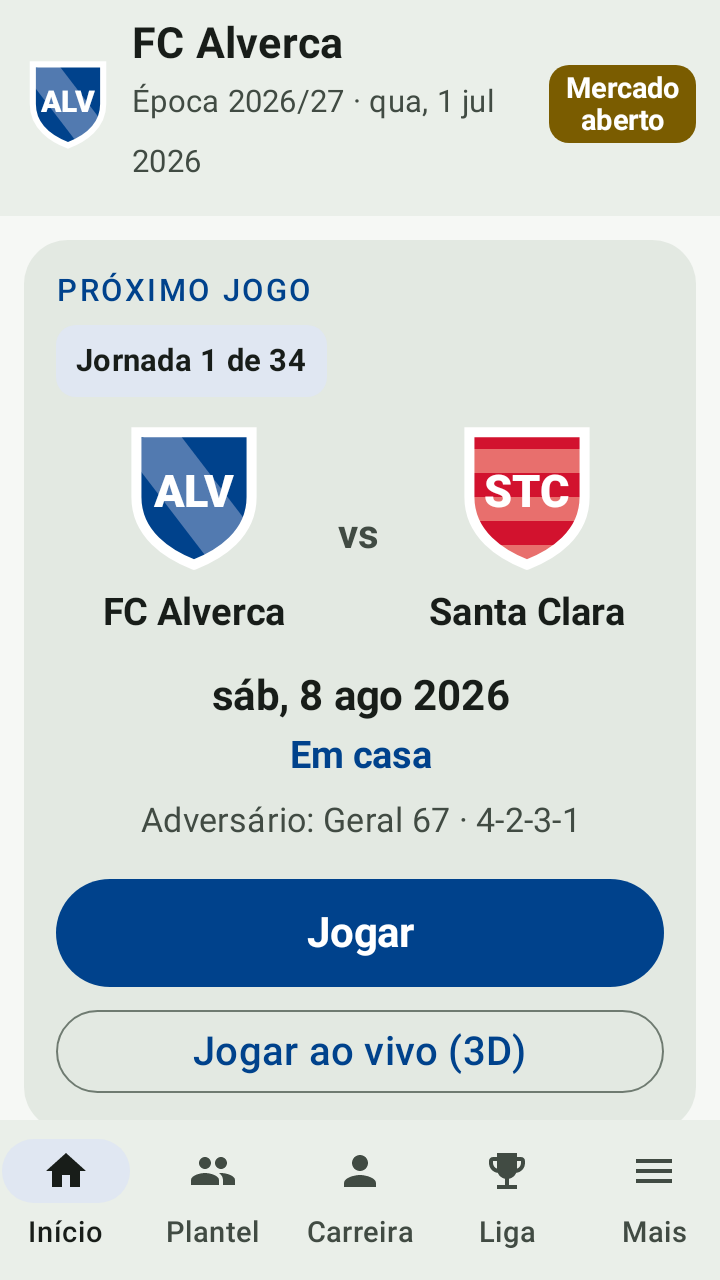 FC Alverca
ALV
Época 2026/27 · qua, 1 jul
2026
Mercado
aberto
PRÓXIMO JOGO
Jornada 1 de 34
ALV
vs
STC
FC Alverca
Santa Clara
sáb, 8 ago 2026
Em casa
Adversário: Geral 67 · 4-2-3-1
Jogar
Jogar ao vivo (3D)
Início
Plantel
Carreira
Liga
Mais